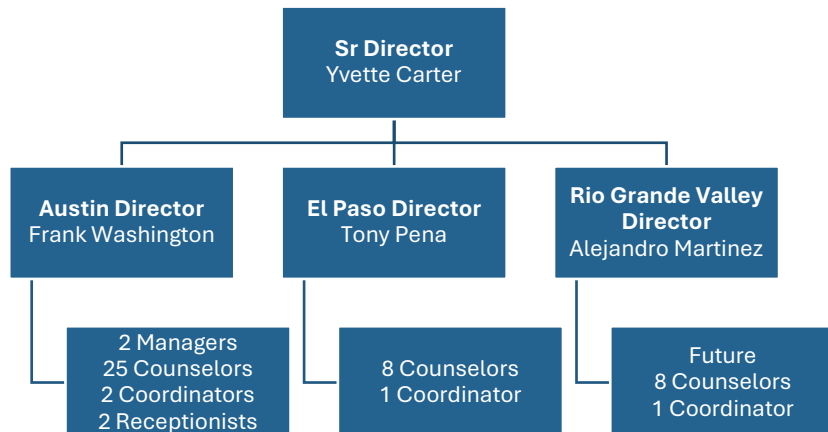 Sr Director
Yvette Carter
Austin Director
Frank Washington
El Paso Director
Tony Pena
Rio Grande Valley
Director
Alejandro Martinez
2 Managers
25 Counselors
2 Coordinators
2 Receptionists
8 Counselors
1 Coordinator
Future
8 Counselors
1 Coordinator